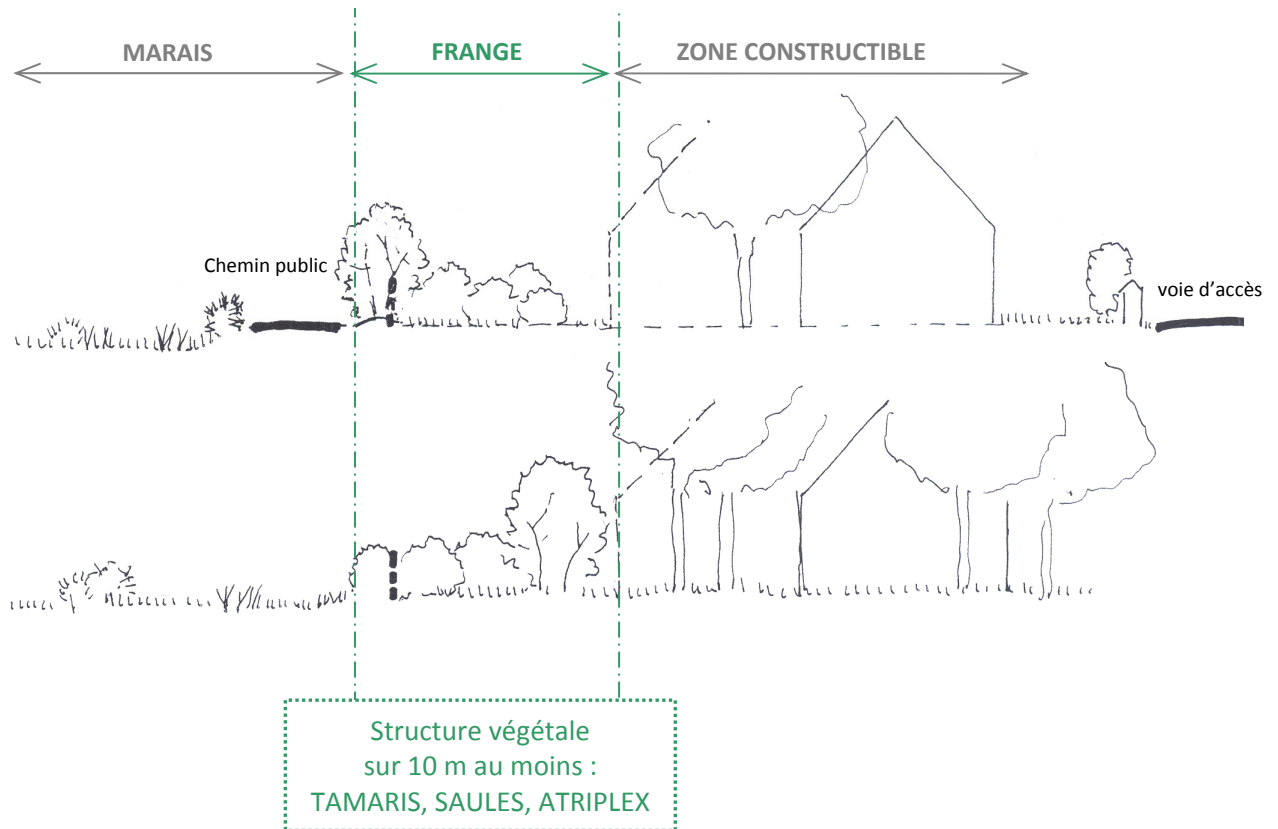 MARAIS
FRANGE
ZONE CONSTRUCTIBLE
Chemin public
voie d’accès
Structure végétale
sur 10 m au moins :
TAMARIS, SAULES, ATRIPLEX